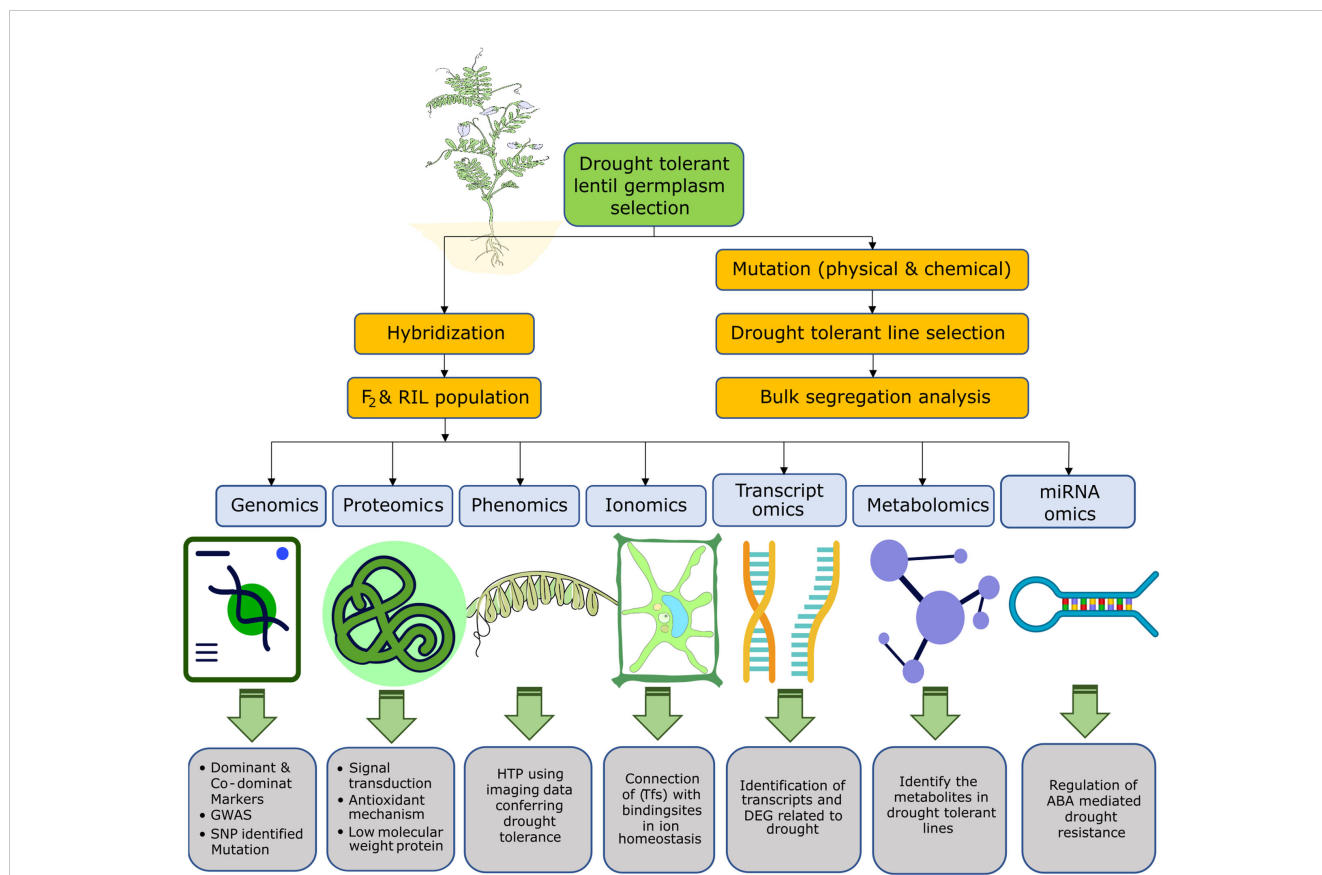 Drought tolerant
lentil germplasm
selection
Mutation (physical & chemical)
Hybridization
Drought tolerant line selection
F2 & RIL population
Bulk segregation analysis
Genomics
Proteomics
Phenomics
Ionomics
Transcript
omics
Metabolomics
miRNA
omics
• Dominant &
Co-dominat
Markers
• GWAS
• SNP identified
Mutation
• Signal
transduction
• Antioxidant
mechanism
• Low molecular
weight protein
HTP using
imaging data
conferring
drought
tolerance
Connection
of (Tfs) with
bindingsites
in ion
homeostasis
Identification of
transcripts and
DEG related to
drought
Identify the
metabolites in
drought tolerant
lines
Regulation of
ABA mediated
drought
resistance